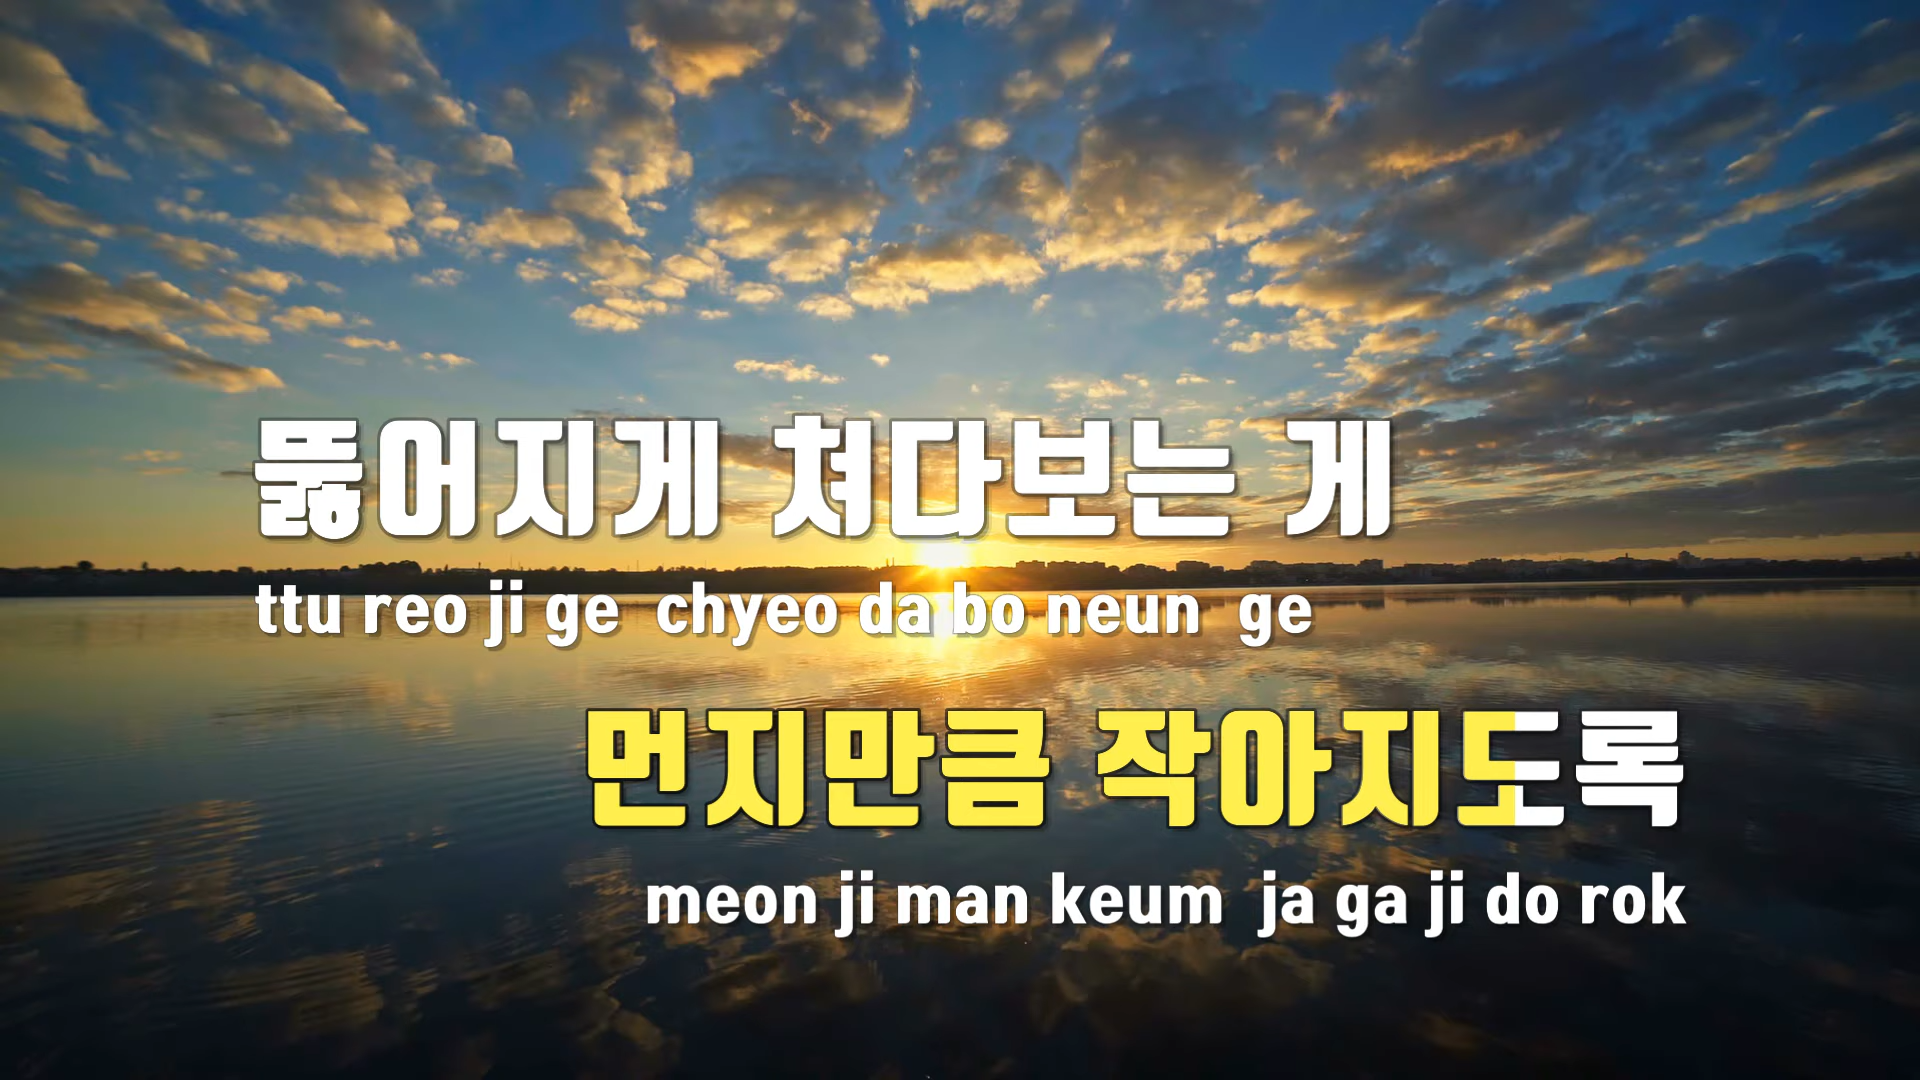 뚫어지게 쳐다보는 게
ttu reo ji ge chyeo da bo neun ge
먼지만큼 작아지도록
meon ji man keum ja ga ji do rok